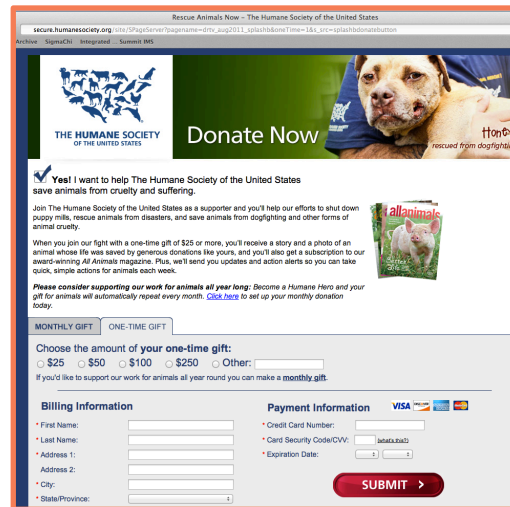 Rescue Animals Now – The Humane Society of the United States
secure.humanesociety.org/site/SPageServer?pagename=drtv_aug2011_splashb&oneTime=1&s_src=splashbdonatebutton
Archive SigmaChi Integrated ... Summit IMS
THE HUMANE SOCIETY
OF THE UNITED STATES
Donate Now
Hone
rescued from dogfighti
Yes! I want to help The Humane Society of the United States
save animals from cruelty and suffering.
Join The Humane Society of the United States as a supporter and you'll help our efforts to shut down
puppy mills, rescue animals from disasters, and save animals from dogfighting and other forms of
animal cruelty.
When you join our fight with a one-time gift of $25 or more, you'll receive a story and a photo of an
animal whose life was saved by generous donations like yours, and you'll also get a subscription to our
award-winning All Animals magazine. Plus, we'll send you updates and action alerts so you can take
quick, simple actions for animals each week.
allanimals
Please consider supporting our work for animals all year long: Become a Humane Hero and your
gift for animals will automatically repeat every month. Click here to set up your monthly donation
today.
MONTHLY GIFT ONE-TIME GIFT
Choose the amount of your one-time gift:
$25 $50 $100 $250 Other:
If you'd like to support our work for animals all year round you can make a monthly gift.
Billing Information
* First Name:
* Last Name:
* Address 1:
Address 2:
* City:
* State/Province:
Payment Information VISA
* Credit Card Number:
* Card Security Code/CVV: (what's this?)
* Expiration Date:
SUBMIT >